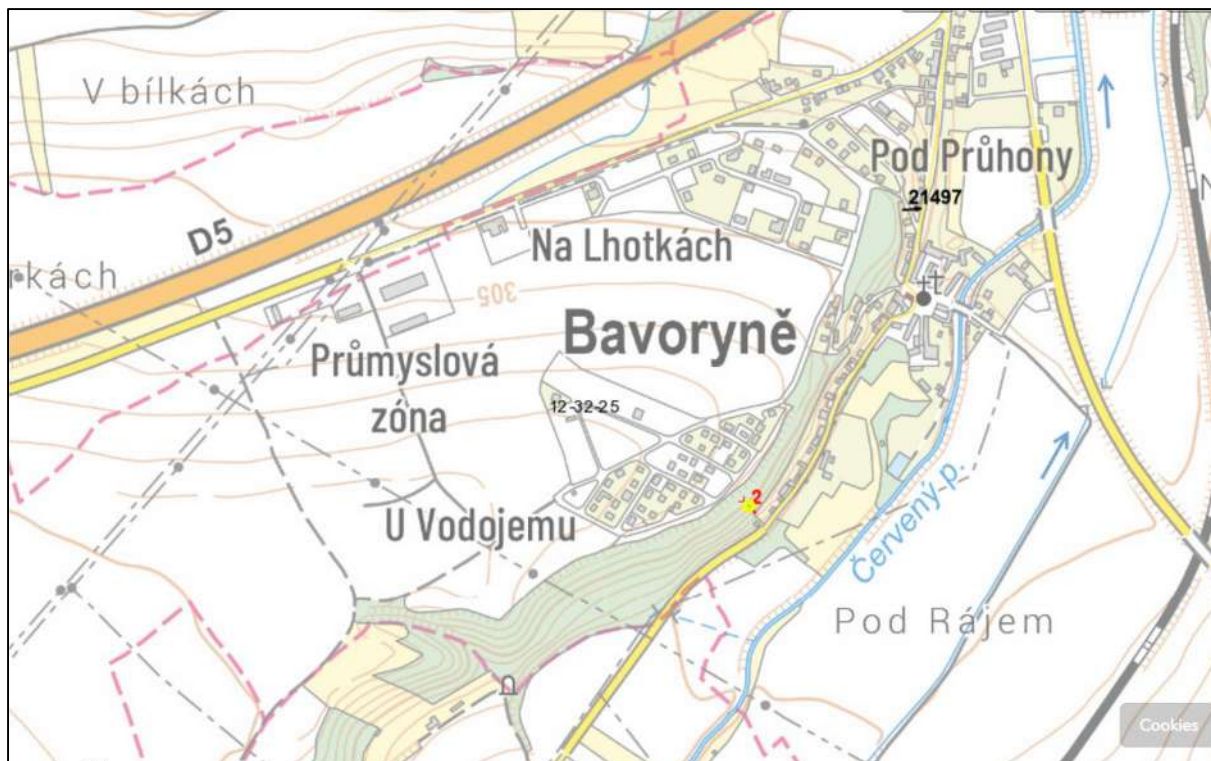 V bílkách
Pod Průhony
21497
D5
Na Lhotkách
rkách
305
Bavoryně
Průmyslová
zóna
12-32-25
2
U Vodojemu
Červený p.
Pod Rájem
N
Cookies